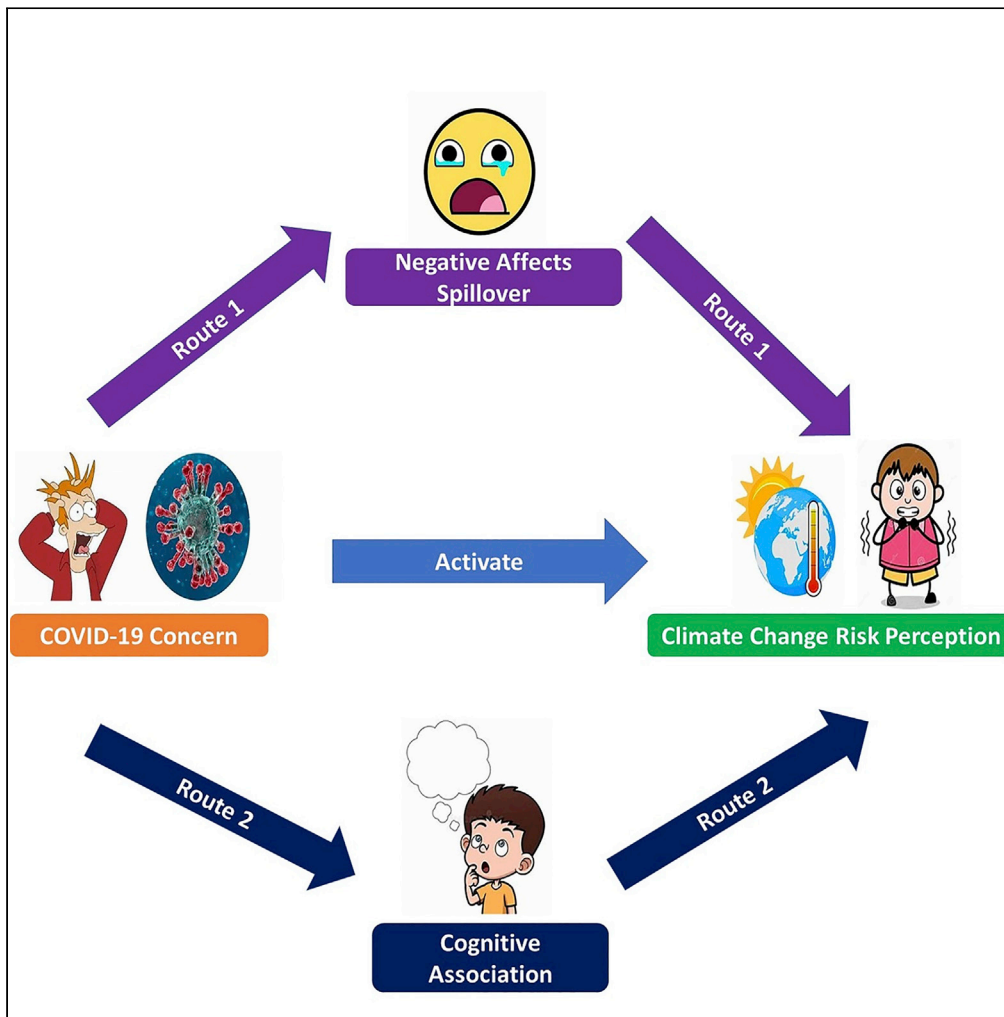 Negative Affects
Spillover
Route 1
Route 1
Activate
COVID-19 Concern
Climate Change Risk Perception
Route 2
Route 2
Cognitive
Association